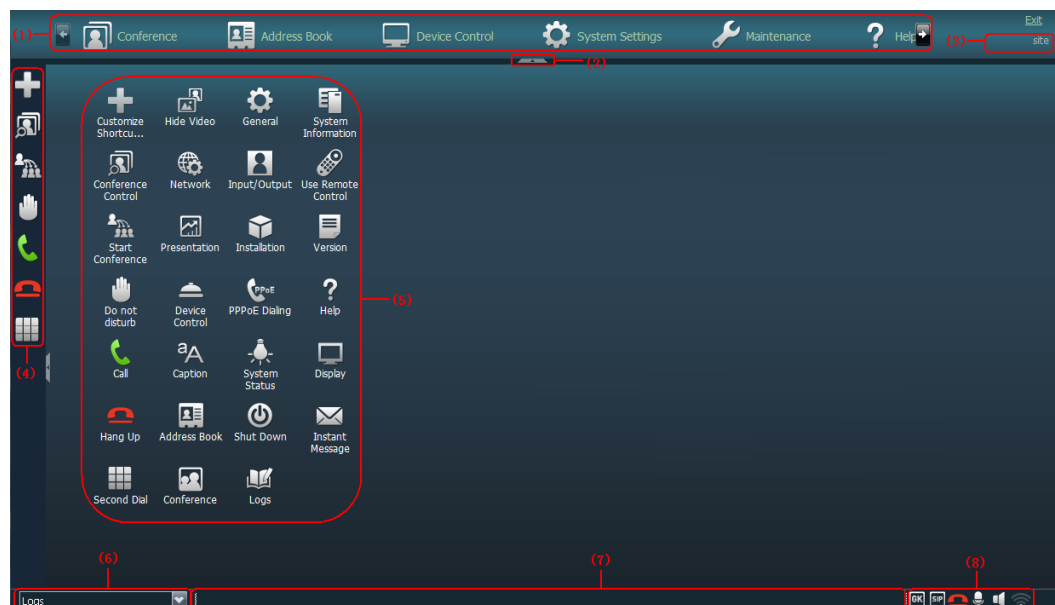 Exit
(1) Conference Address Book Device Control System Settings Maintenance ? Help (3) site
(2)
Customize Shortcu...
Hide Video
General
System Information
Conference Control
Network
Input/Output
Use Remote Control
Start Conference
Presentation
Installation
Version
Do not disturb
Device Control
PPPoE
PPPoE Dialing
?
Help
(5)
Call
aA
Caption
System Status
Display
(4)
Hang Up
Address Book
Shut Down
Instant Message
Second Dial
Conference
Logs
(6) (7) (8)
Logs GK SIP